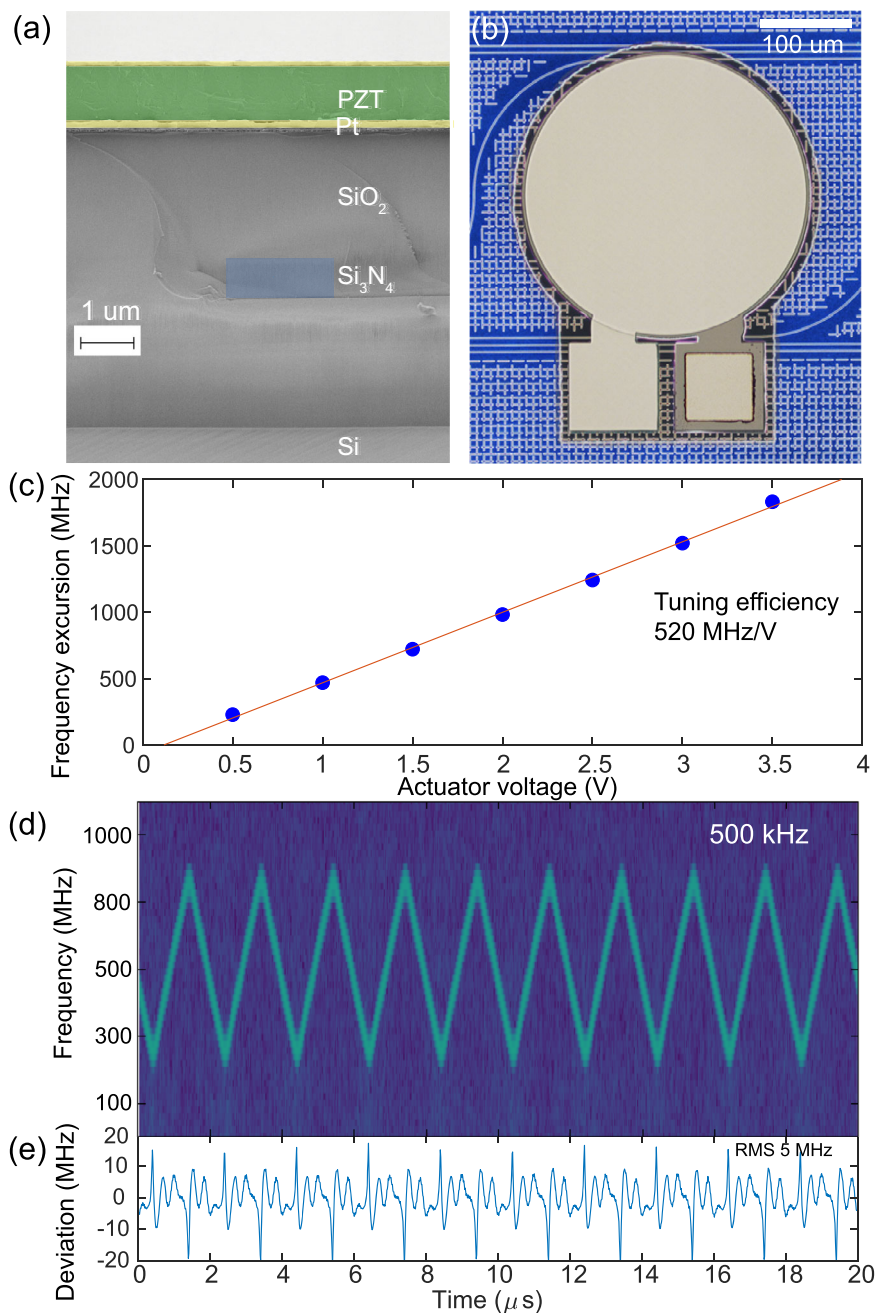 (a)
PZT
Pt
SiO2
Si3N4
1 um
Si
(b)
100 um
(c)
Frequency excursion (MHz)
2000
1500
1000
500
0
Tuning efficiency
520 MHz/V
0 0.5 1 1.5 2 2.5 3 3.5 4
Actuator voltage (V)
(d)
Frequency (MHz)
1000
800
500
300
100
500 kHz
(e)
Deviation (MHz)
20
10
0
-10
-20
RMS 5 MHz
0 2 4 6 8 10 12 14 16 18 20
Time (μs)